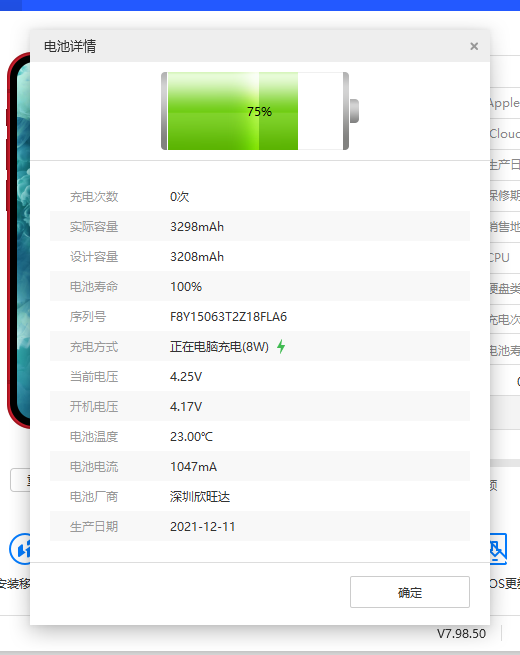 电池详情
×
75%
充电次数 0次
实际容量 3298mAh
设计容量 3208mAh
电池寿命 100%
序列号 F8Y15063T2Z18FLA6
充电方式 正在电脑充电(8W)
当前电压 4.25V
开机电压 4.17V
电池温度 23.00℃
电池电流 1047mA
电池厂商 深圳欣旺达
生产日期 2021-12-11
确定
Apple
iCloud
生产日
保修期
销售地
CPU
硬盘类
充电次
电池寿
安装移
OS更
V7.98.50